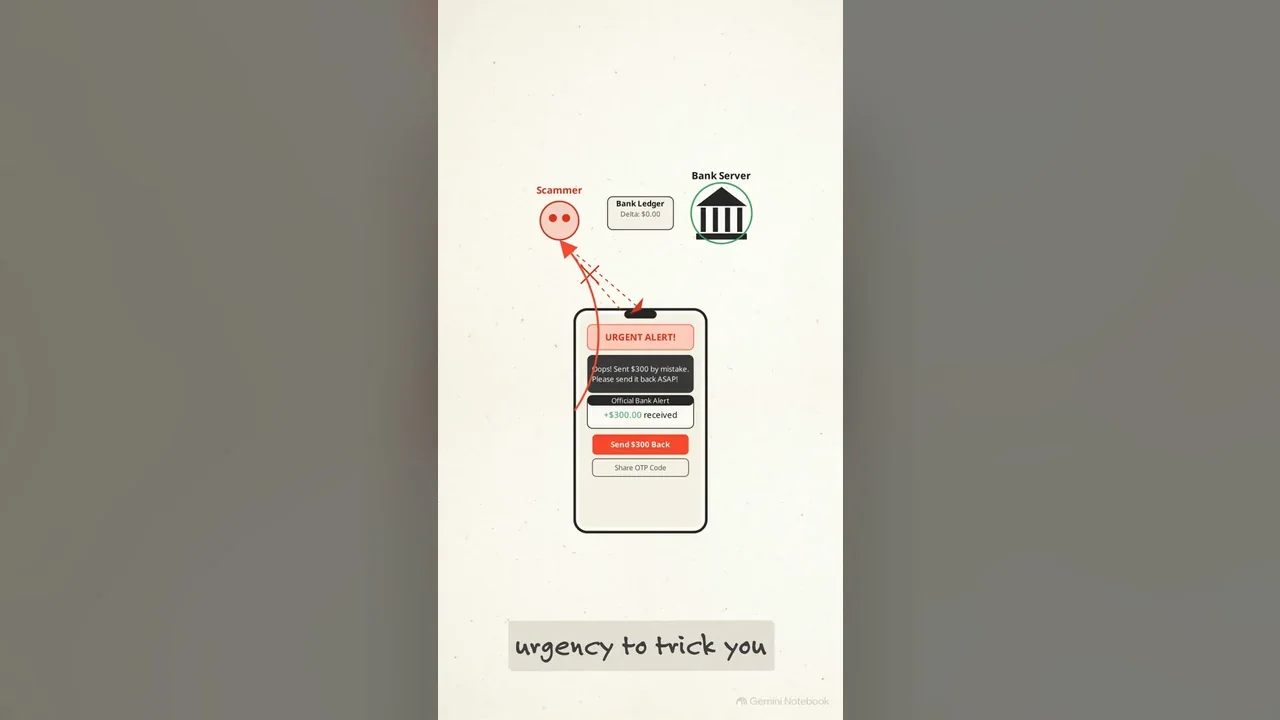 Bank Server
Scammer
Bank Ledger
Delta: $0.00
URGENT ALERT!
Oops! Sent $300 by mistake.
Please send it back ASAP!
Official Bank Alert
+$300.00 received
Send $300 Back
Share OTP Code
urgency to trick you
Gemini Notebook